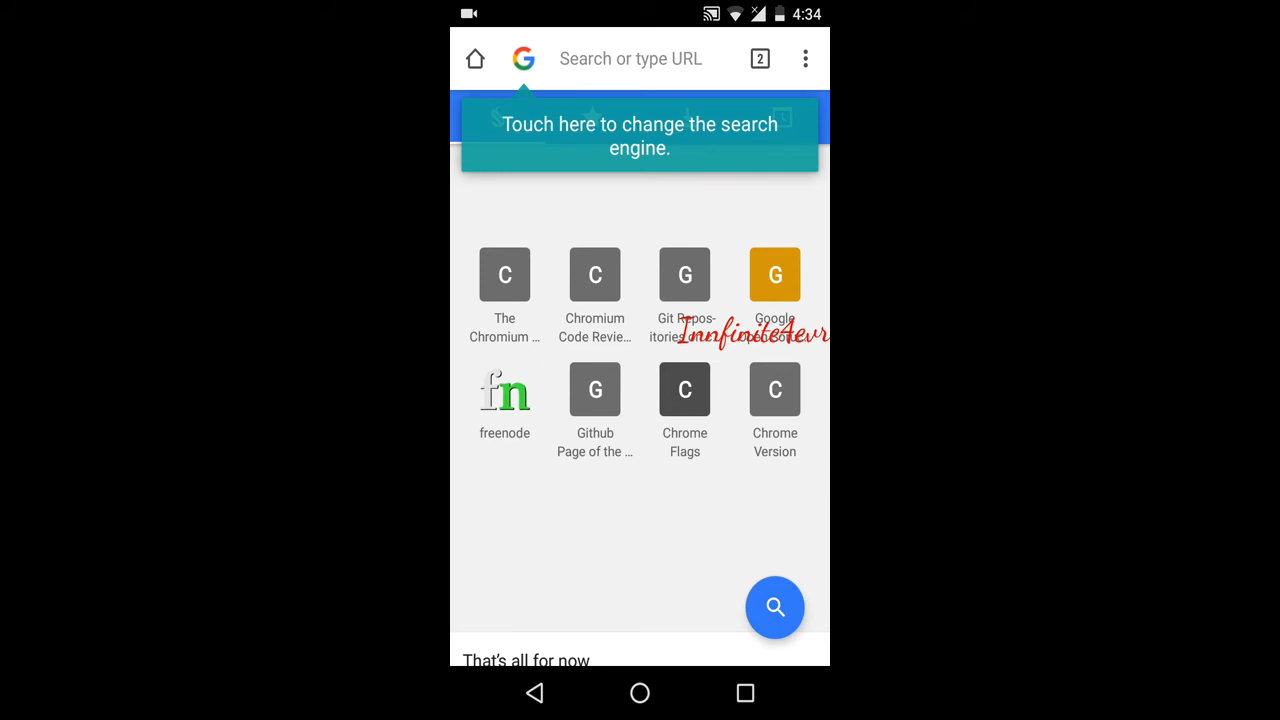 4:34
Search or type URL
2
Touch here to change the search
engine.
C
C
G
G
The
Chromium ...
Chromium
Code Revie...
Git Repos-
Google
Innfinite4evr
fn
G
C
C
freenode
Github
Page of the ...
Chrome
Flags
Chrome
Version
That's all for now